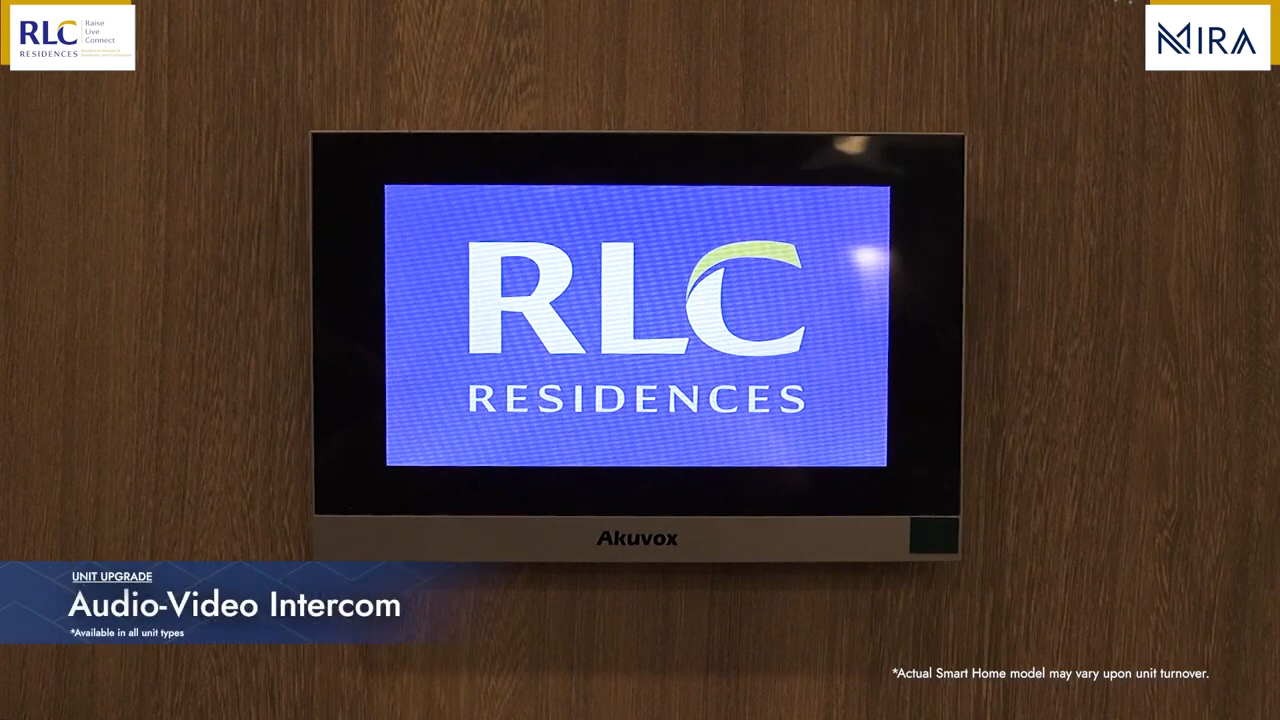 RLC
RESIDENCES
Raise
Live
Connect
MIRA
RLC
RESIDENCES
Akuvox
UNIT UPGRADE
Audio-Video Intercom
*Available in all unit types
*Actual Smart Home model may vary upon unit turnover.